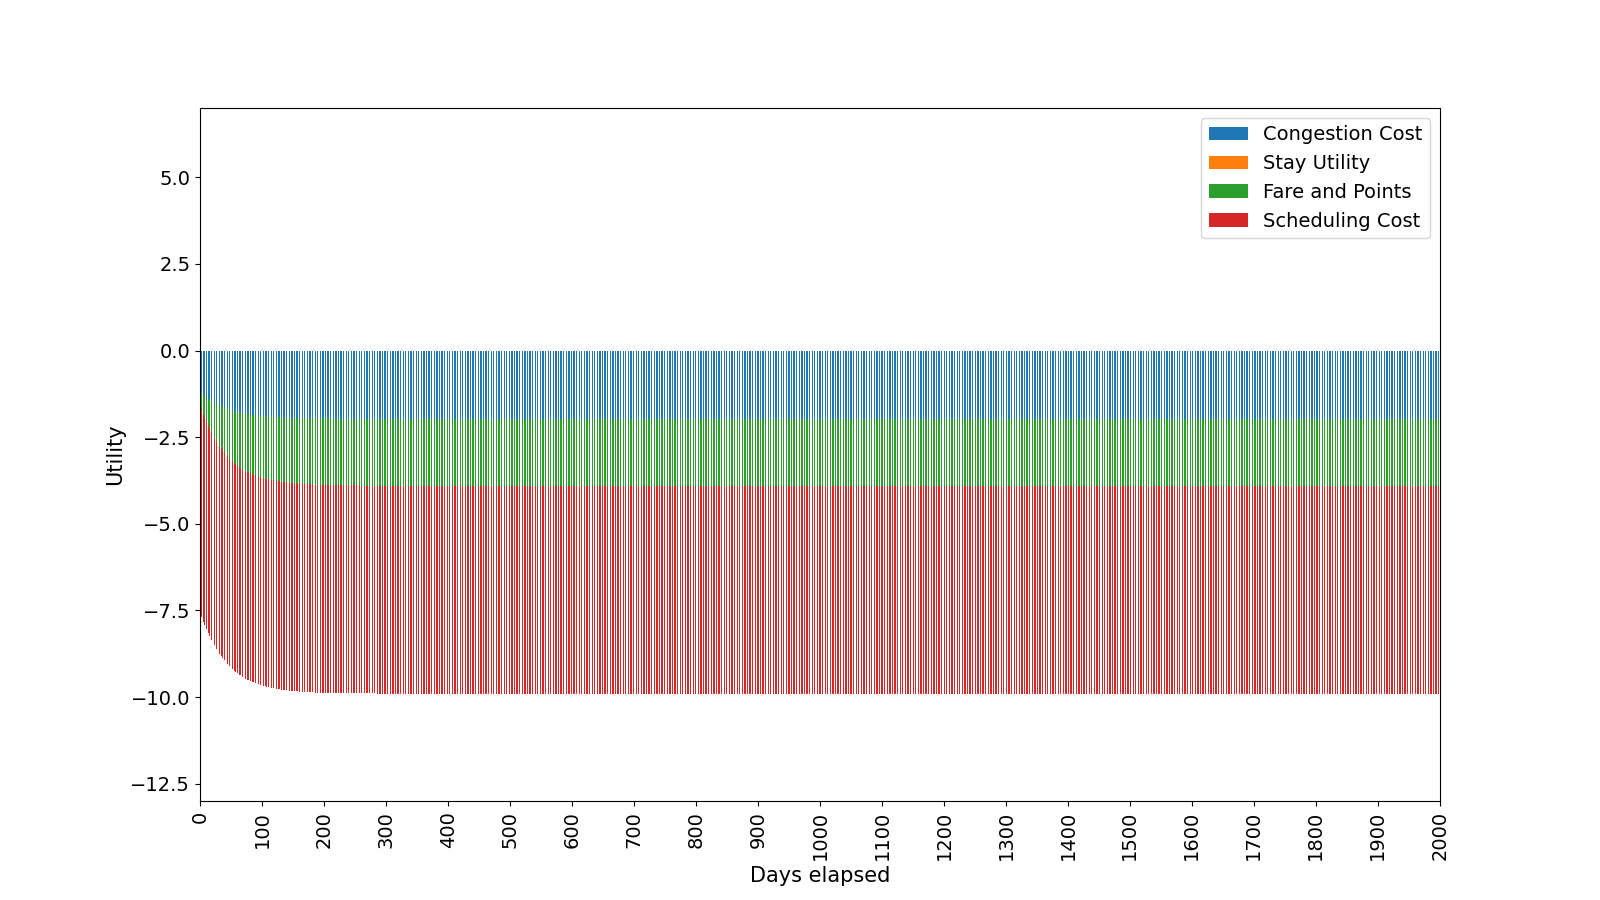 Congestion Cost
Stay Utility
Fare and Points
Scheduling Cost
5.0
2.5
0.0
−2.5
−5.0
−7.5
−10.0
−12.5
Utility
0 100 200 300 400 500 600 700 800 900 1000 1100 1200 1300 1400 1500 1600 1700 1800 1900 2000
Days elapsed